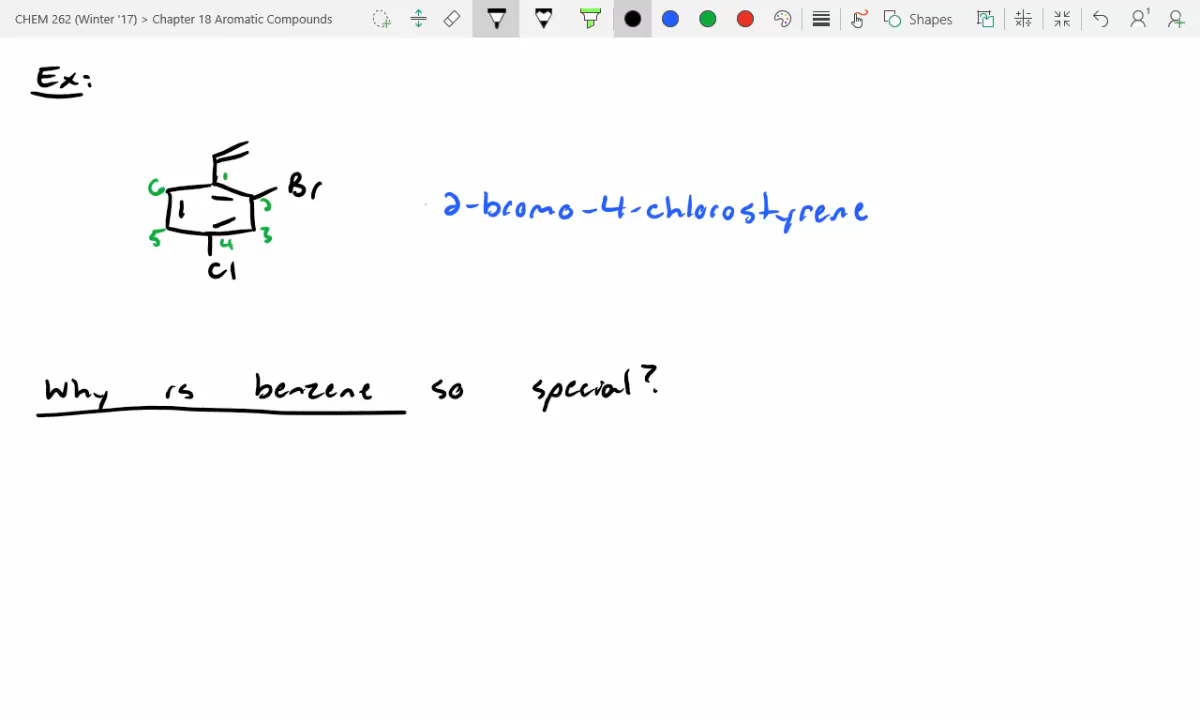 CHEM 262 (Winter '17) > Chapter 18 Aromatic Compounds
Shapes
1
Ex:
6 1 Br
2
5 4 3
Cl
2-bromo-4-chlorostyrene
Why is benzene so special?